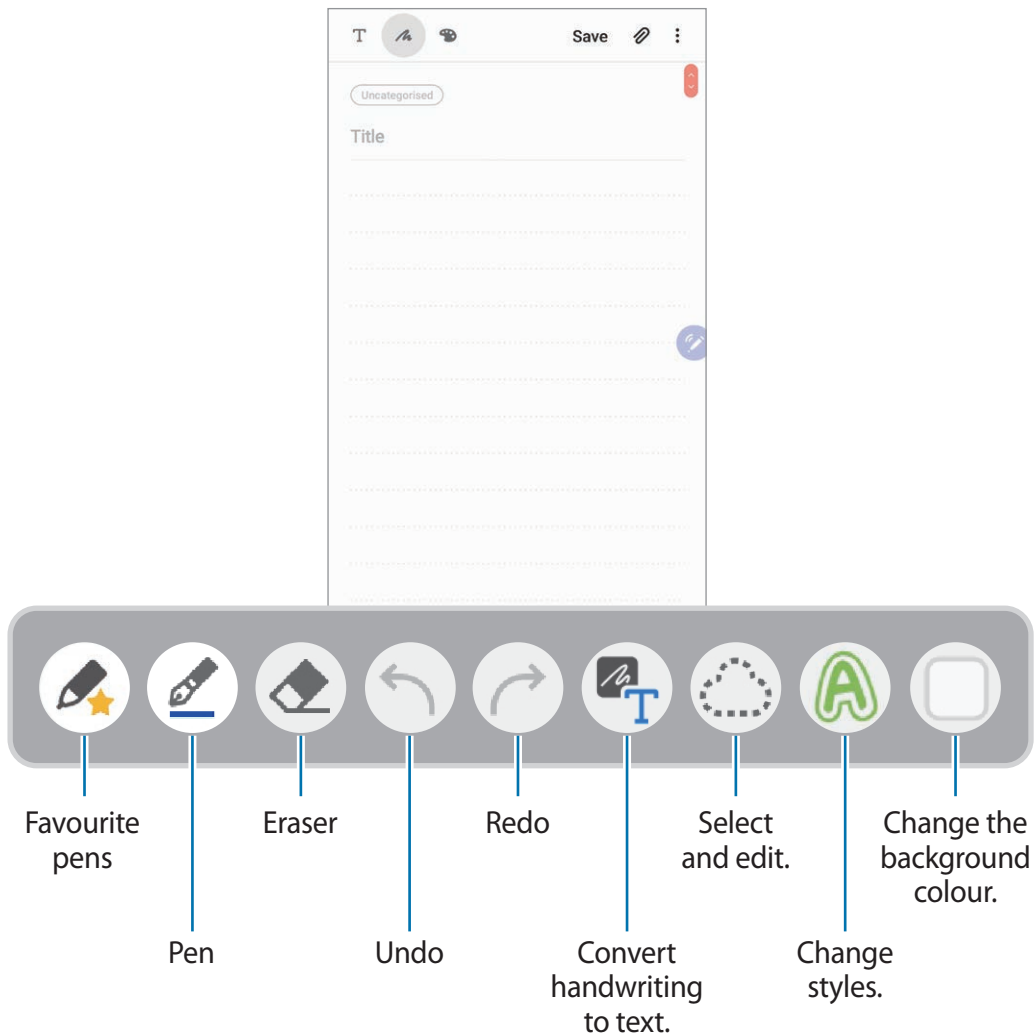 T Save
Uncategorised
Title
T
A
Favourite
pens
Eraser
Redo
Select
and edit.
Change the
background
colour.
Pen
Undo
Convert
handwriting
to text.
Change
styles.